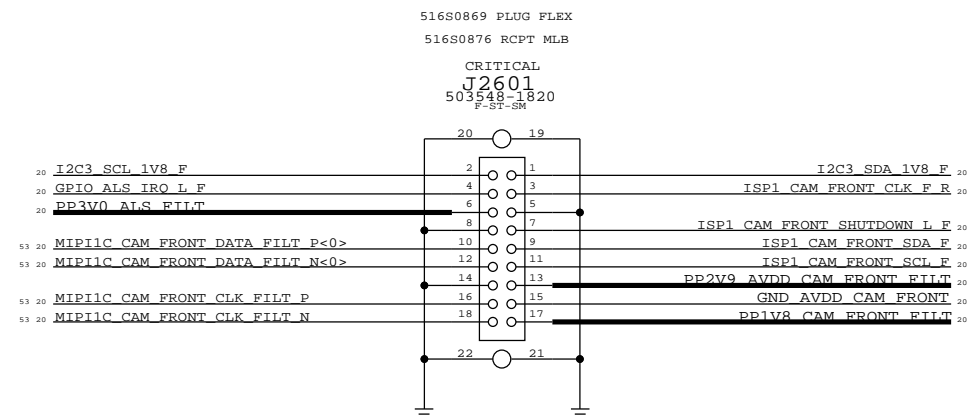 516S0869 PLUG FLEX
516S0876 RCPT MLB
CRITICAL
J2601
503548-1820
F-ST-SM
20 19
20 I2C3_SCL_1V8_F 2 1 I2C3_SDA_1V8_F 20
20 GPIO_ALS_IRQ_L_F 4 3 ISP1_CAM_FRONT_CLK_F_R 20
20 PP3V0_ALS_FILT 6 5
8 7 ISP1_CAM_FRONT_SHUTDOWN_L_F 20
53 20 MIPI1C_CAM_FRONT_DATA_FILT_P<0> 10 9 ISP1_CAM_FRONT_SDA_F 20
53 20 MIPI1C_CAM_FRONT_DATA_FILT_N<0> 12 11 ISP1_CAM_FRONT_SCL_F 20
14 13 PP2V9_AVDD_CAM_FRONT_FILT 20
53 20 MIPI1C_CAM_FRONT_CLK_FILT_P 16 15 GND_AVDD_CAM_FRONT 20
53 20 MIPI1C_CAM_FRONT_CLK_FILT_N 18 17 PP1V8_CAM_FRONT_FILT 20
22 21